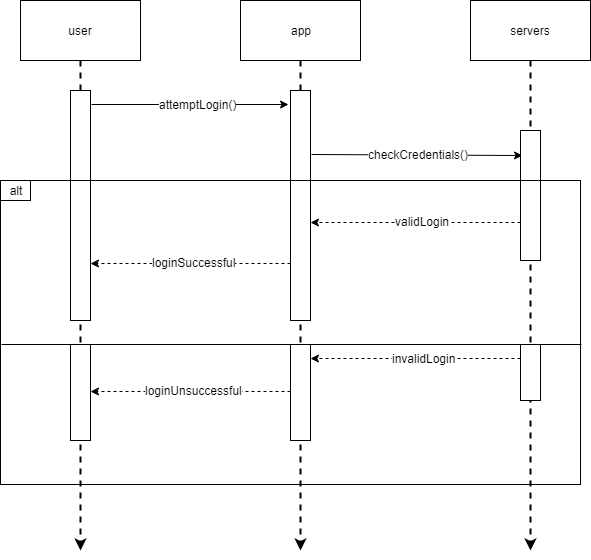 user
app
servers
attemptLogin()
checkCredentials()
alt
validLogin
loginSuccessful
invalidLogin
loginUnsuccessful